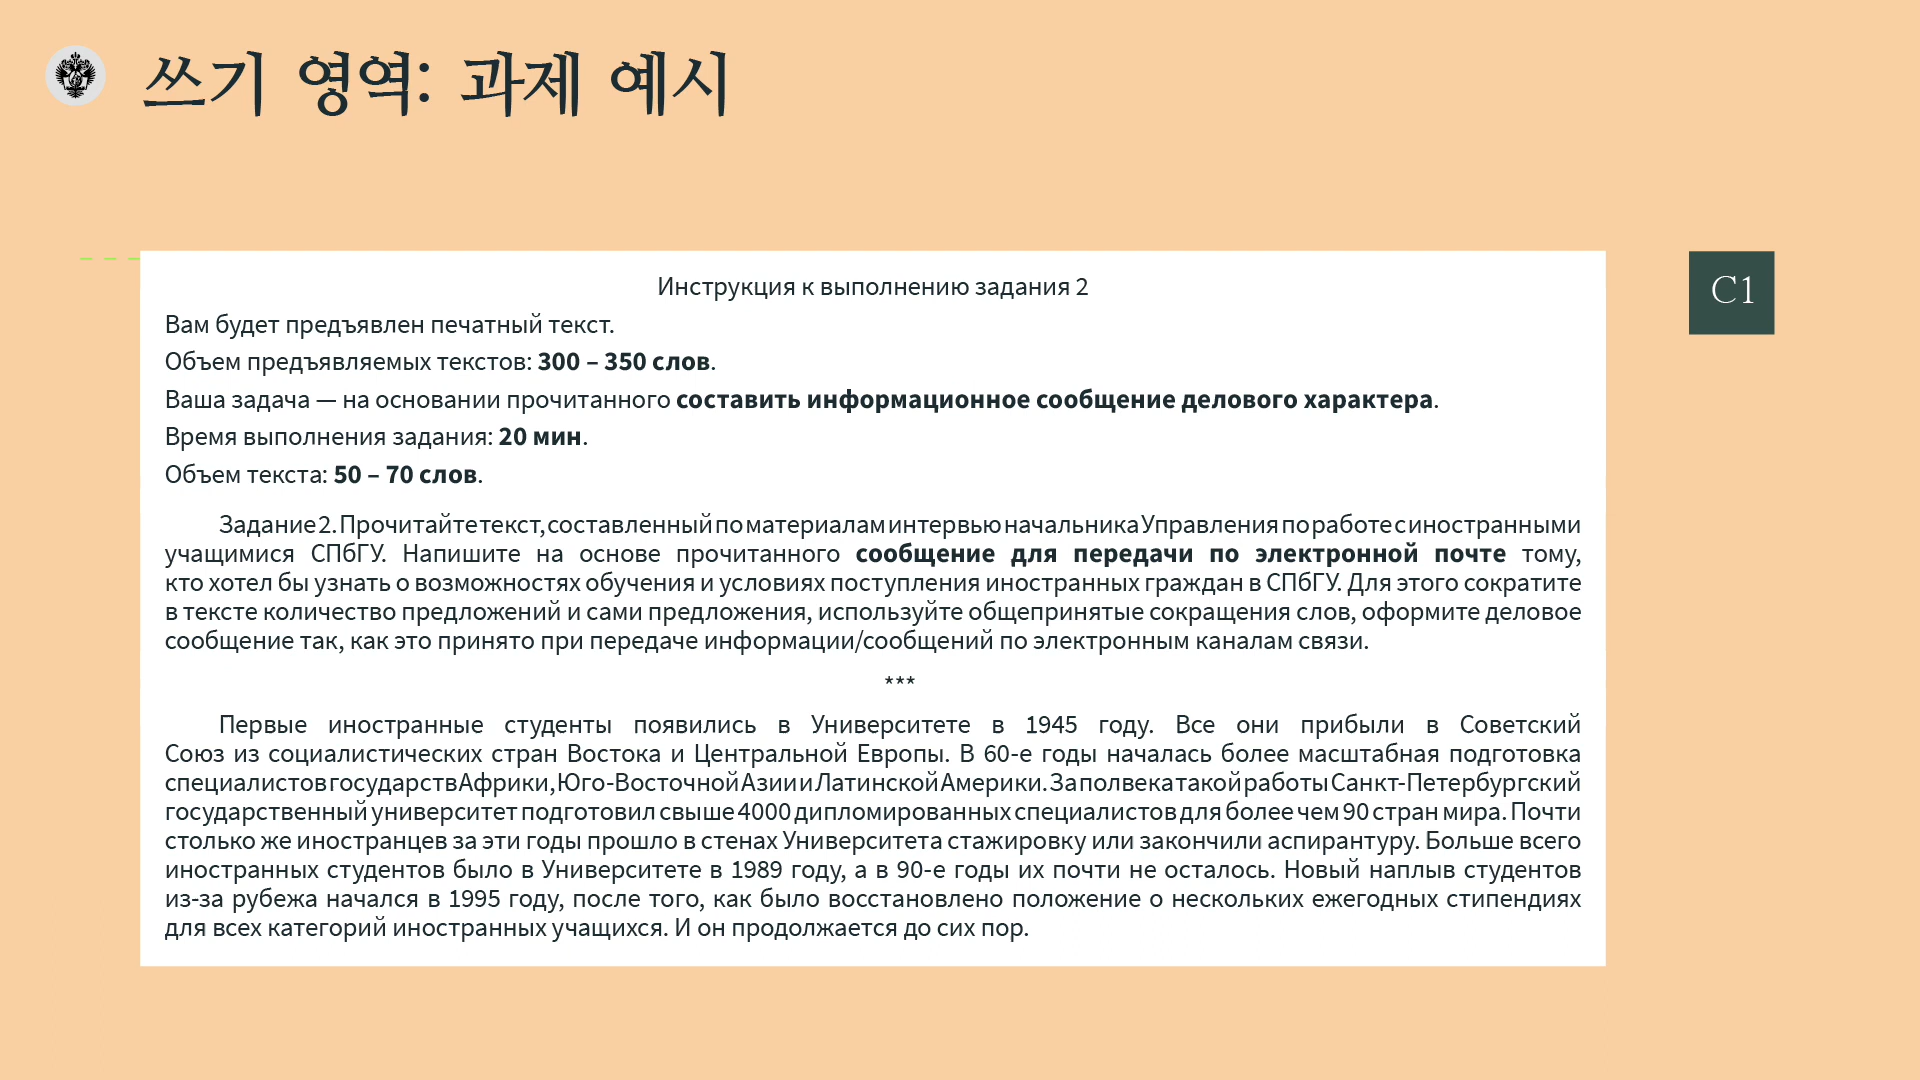 쓰기 영역: 과제 예시
C1
Инструкция к выполнению задания 2
Вам будет предъявлен печатный текст.
Объем предъявляемых текстов: 300 – 350 слов.
Ваша задача — на основании прочитанного составить информационное сообщение делового характера.
Время выполнения задания: 20 мин.
Объем текста: 50 – 70 слов.
Задание 2. Прочитайте текст, составленный по материалам интервью начальника Управления по работе с иностранными
учащимися СПбГУ. Напишите на основе прочитанного сообщение для передачи по электронной почте тому,
кто хотел бы узнать о возможностях обучения и условиях поступления иностранных граждан в СПбГУ. Для этого сократите
в тексте количество предложений и сами предложения, используйте общепринятые сокращения слов, оформите деловое
сообщение так, как это принято при передаче информации/сообщений по электронным каналам связи.
***
Первые иностранные студенты появились в Университете в 1945 году. Все они прибыли в Советский
Союз из социалистических стран Востока и Центральной Европы. В 60-е годы началась более масштабная подготовка
специалистов государств Африки, Юго-Восточной Азии и Латинской Америки. За полвека такой работы Санкт-Петербургский
государственный университет подготовил свыше 4000 дипломированных специалистов для более чем 90 стран мира. Почти
столько же иностранцев за эти годы прошло в стенах Университета стажировку или закончили аспирантуру. Больше всего
иностранных студентов было в Университете в 1989 году, а в 90-е годы их почти не осталось. Новый наплыв студентов
из-за рубежа начался в 1995 году, после того, как было восстановлено положение о нескольких ежегодных стипендиях
для всех категорий иностранных учащихся. И он продолжается до сих пор.